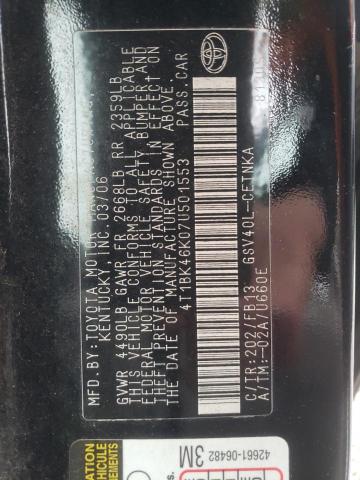 MFD.BY:TOYOTA MOTOR
KENTUCKY, INC. 03/06
GVWR 4490LB GAWR FR 2668LB RR 2359LB
THIS VEHICLE CONFORMS TO ALL APPLICABLE
FEDERAL MOTOR VEHICLE SAFETY, BUMPER, AND
THEFT PREVENTION STANDARDS IN EFFECT ON
THE DATE OF MANUFACTURE SHOWN ABOVE.
4T1BK46K07U501553 PASS.CAR
C/TR:202/FB13 GSV40L-CETNKA
A/TM:-02A/U660E
TOYOTA
42661-06482
3M